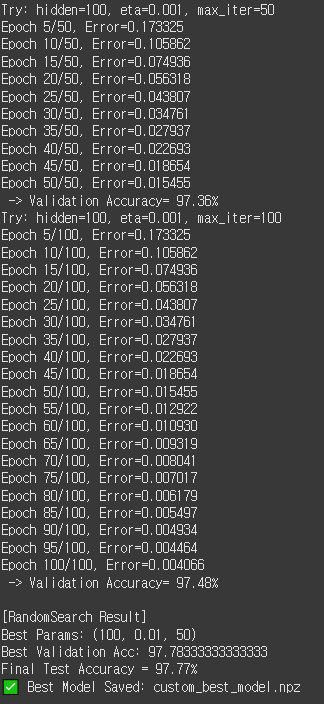 Try: hidden=100, eta=0.001, max_iter=50
Epoch 5/50, Error=0.173325
Epoch 10/50, Error=0.105862
Epoch 15/50, Error=0.074936
Epoch 20/50, Error=0.056318
Epoch 25/50, Error=0.043807
Epoch 30/50, Error=0.034761
Epoch 35/50, Error=0.027937
Epoch 40/50, Error=0.022693
Epoch 45/50, Error=0.018654
Epoch 50/50, Error=0.015455
-> Validation Accuracy= 97.36%
Try: hidden=100, eta=0.001, max_iter=100
Epoch 5/100, Error=0.173325
Epoch 10/100, Error=0.105862
Epoch 15/100, Error=0.074936
Epoch 20/100, Error=0.056318
Epoch 25/100, Error=0.043807
Epoch 30/100, Error=0.034761
Epoch 35/100, Error=0.027937
Epoch 40/100, Error=0.022693
Epoch 45/100, Error=0.018654
Epoch 50/100, Error=0.015455
Epoch 55/100, Error=0.012922
Epoch 60/100, Error=0.010930
Epoch 65/100, Error=0.009319
Epoch 70/100, Error=0.008041
Epoch 75/100, Error=0.007017
Epoch 80/100, Error=0.006179
Epoch 85/100, Error=0.005497
Epoch 90/100, Error=0.004934
Epoch 95/100, Error=0.004464
Epoch 100/100, Error=0.004066
-> Validation Accuracy= 97.48%
[RandomSearch Result]
Best Params: (100, 0.01, 50)
Best Validation Acc: 97.78333333333333
Final Test Accuracy = 97.77%
✅ Best Model Saved: custom_best_model.npz